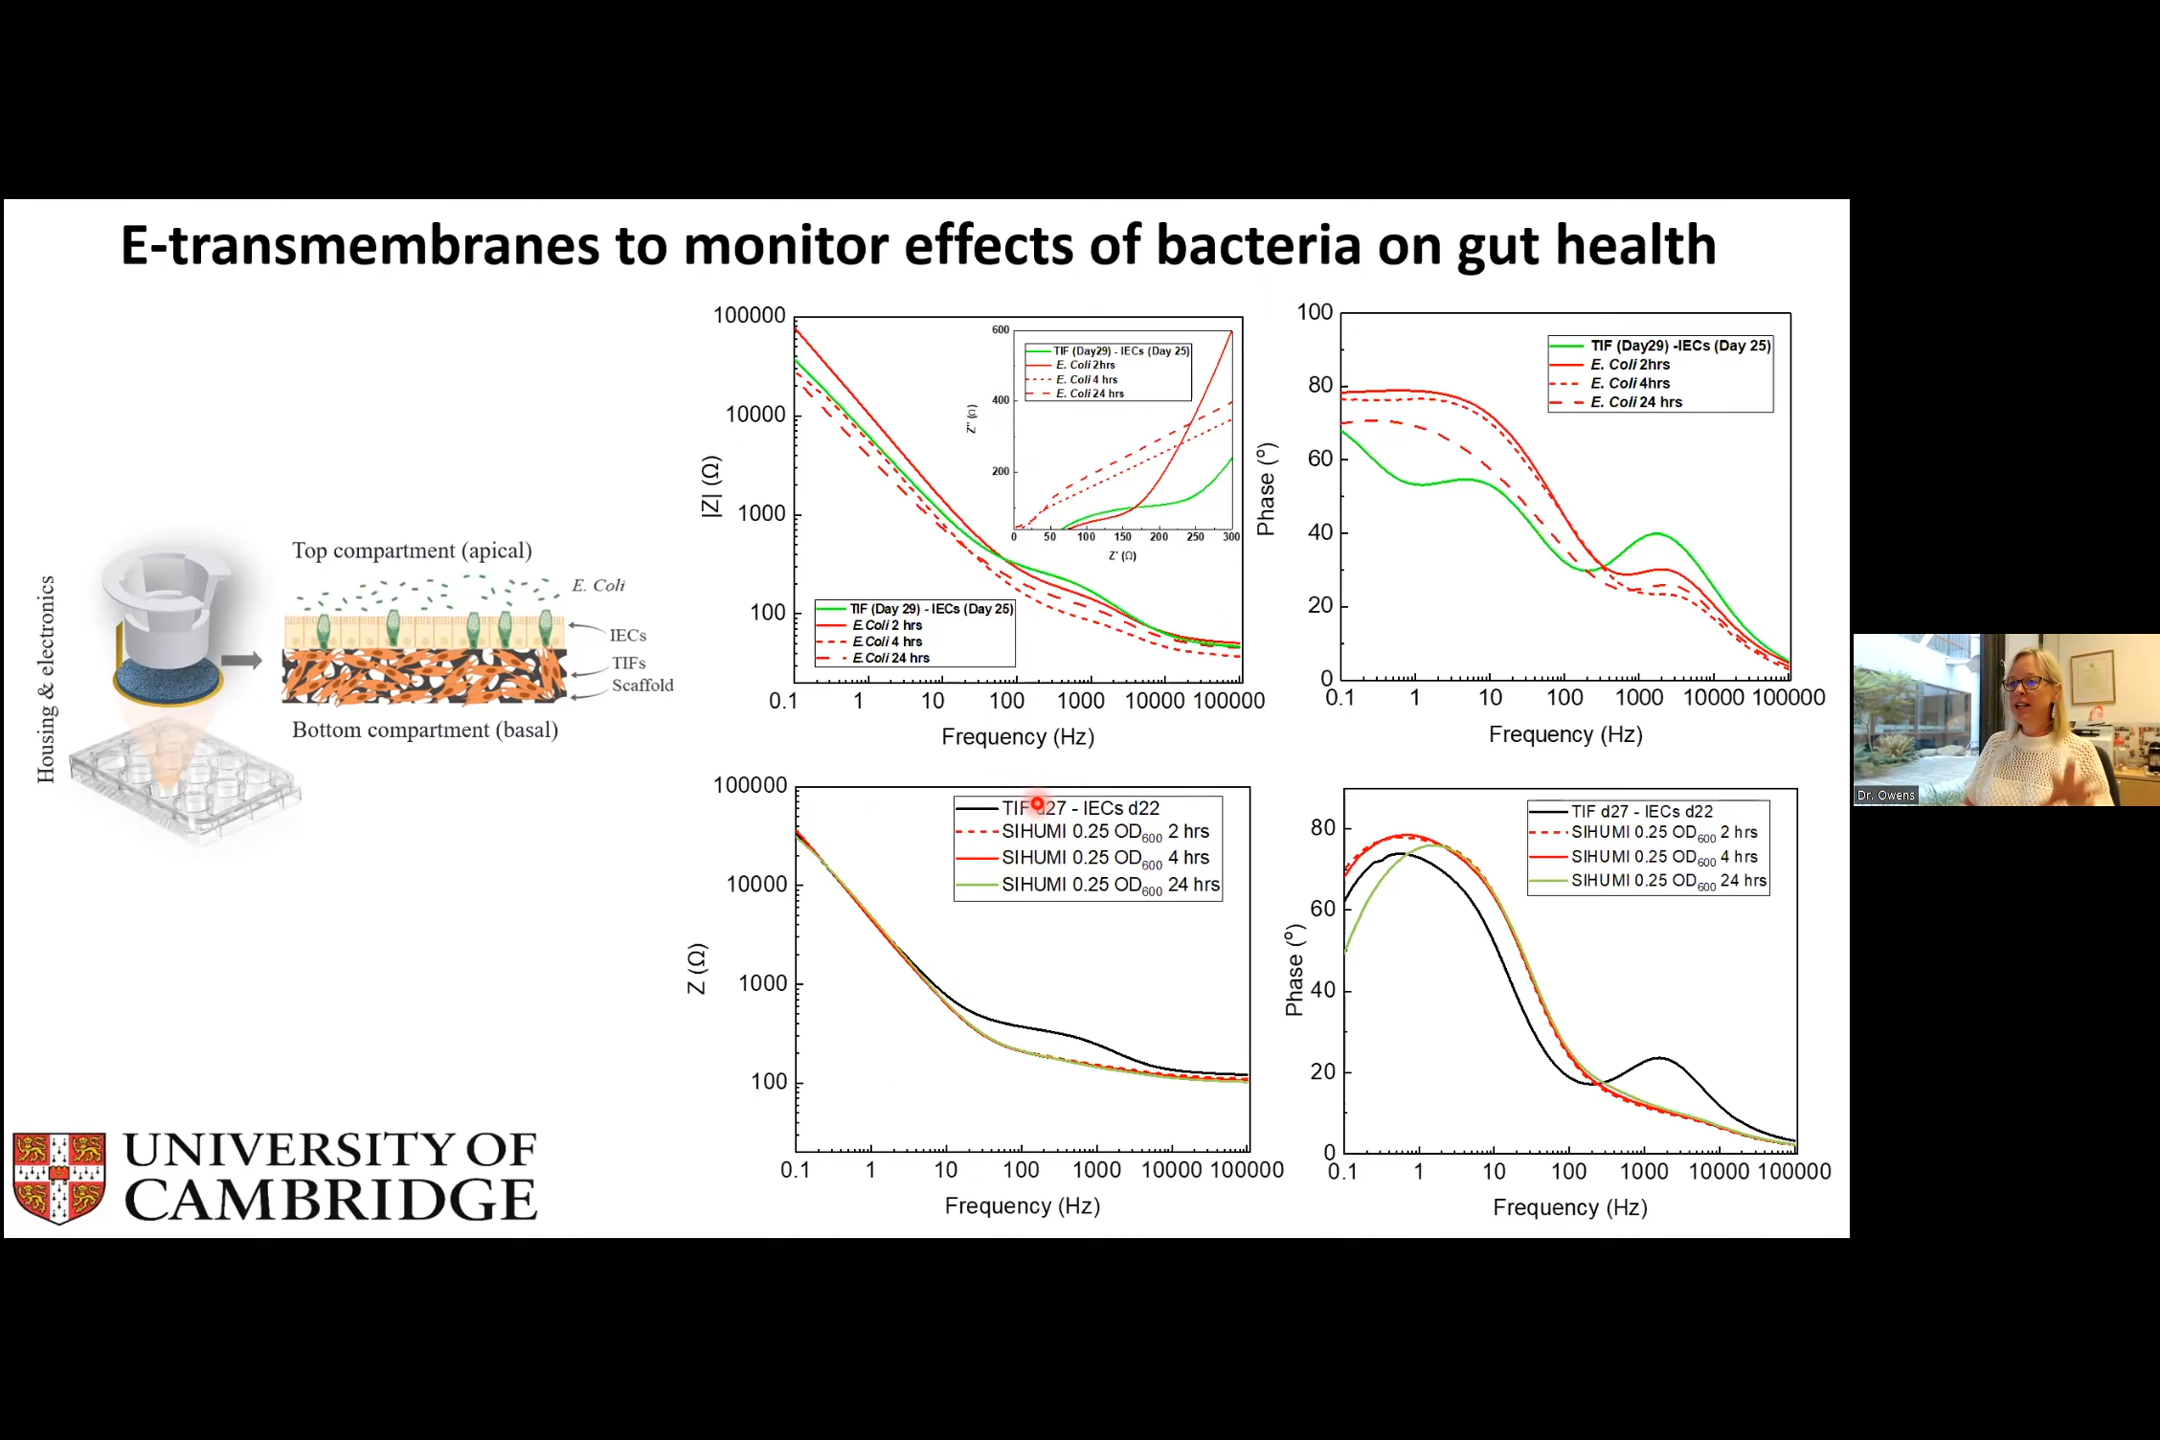 E-transmembranes to monitor effects of bacteria on gut health
Housing & electronics
Top compartment (apical)
E. Coli
IECs
TIFs
Scaffold
Bottom compartment (basal)
100000
10000
1000
100
|Z| (Ω)
0.1 1 10 100 1000 10000 100000
Frequency (Hz)
TIF (Day 29) - IECs (Day 25)
E.Coli 2 hrs
E.Coli 4 hrs
E.Coli 24 hrs
600
400
200
Z'' (Ω)
0 50 100 150 200 250 300
Z' (Ω)
TIF (Day29) - IECs (Day 25)
E. Coli 2hrs
E. Coli 4 hrs
E. Coli 24 hrs
100
80
60
40
20
0
Phase (º)
0.1 1 10 100 1000 10000 100000
Frequency (Hz)
TIF (Day29) -IECs (Day 25)
E. Coli 2hrs
E. Coli 4hrs
E. Coli 24 hrs
100000
10000
1000
100
Z (Ω)
0.1 1 10 100 1000 10000 100000
Frequency (Hz)
TIF d27 - IECs d22
SIHUMI 0.25 OD600 2 hrs
SIHUMI 0.25 OD600 4 hrs
SIHUMI 0.25 OD600 24 hrs
80
60
40
20
0
Phase (º)
0.1 1 10 100 1000 10000 100000
Frequency (Hz)
TIF d27 - IECs d22
SIHUMI 0.25 OD600 2 hrs
SIHUMI 0.25 OD600 4 hrs
SIHUMI 0.25 OD600 24 hrs
UNIVERSITY OF
CAMBRIDGE
Dr. Owens